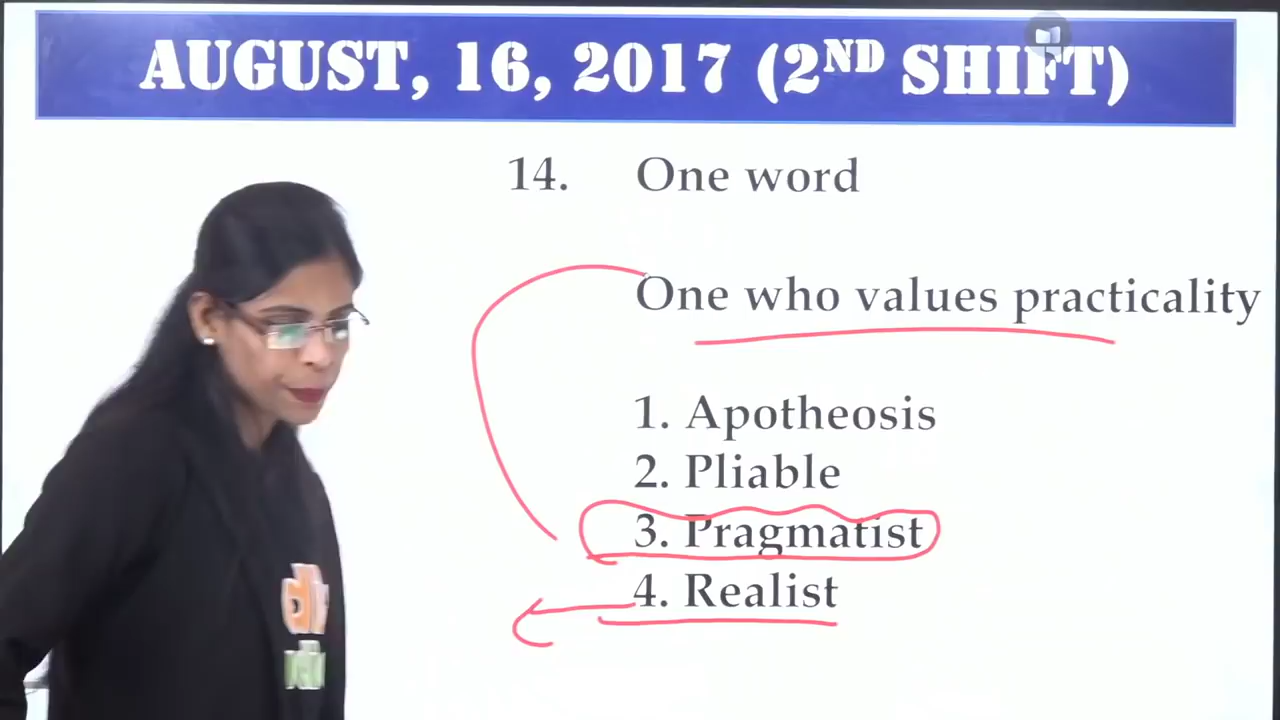 AUGUST, 16, 2017 (2ND SHIFT)
14. One word
One who values practicality
1. Apotheosis
2. Pliable
3. Pragmatist
4. Realist